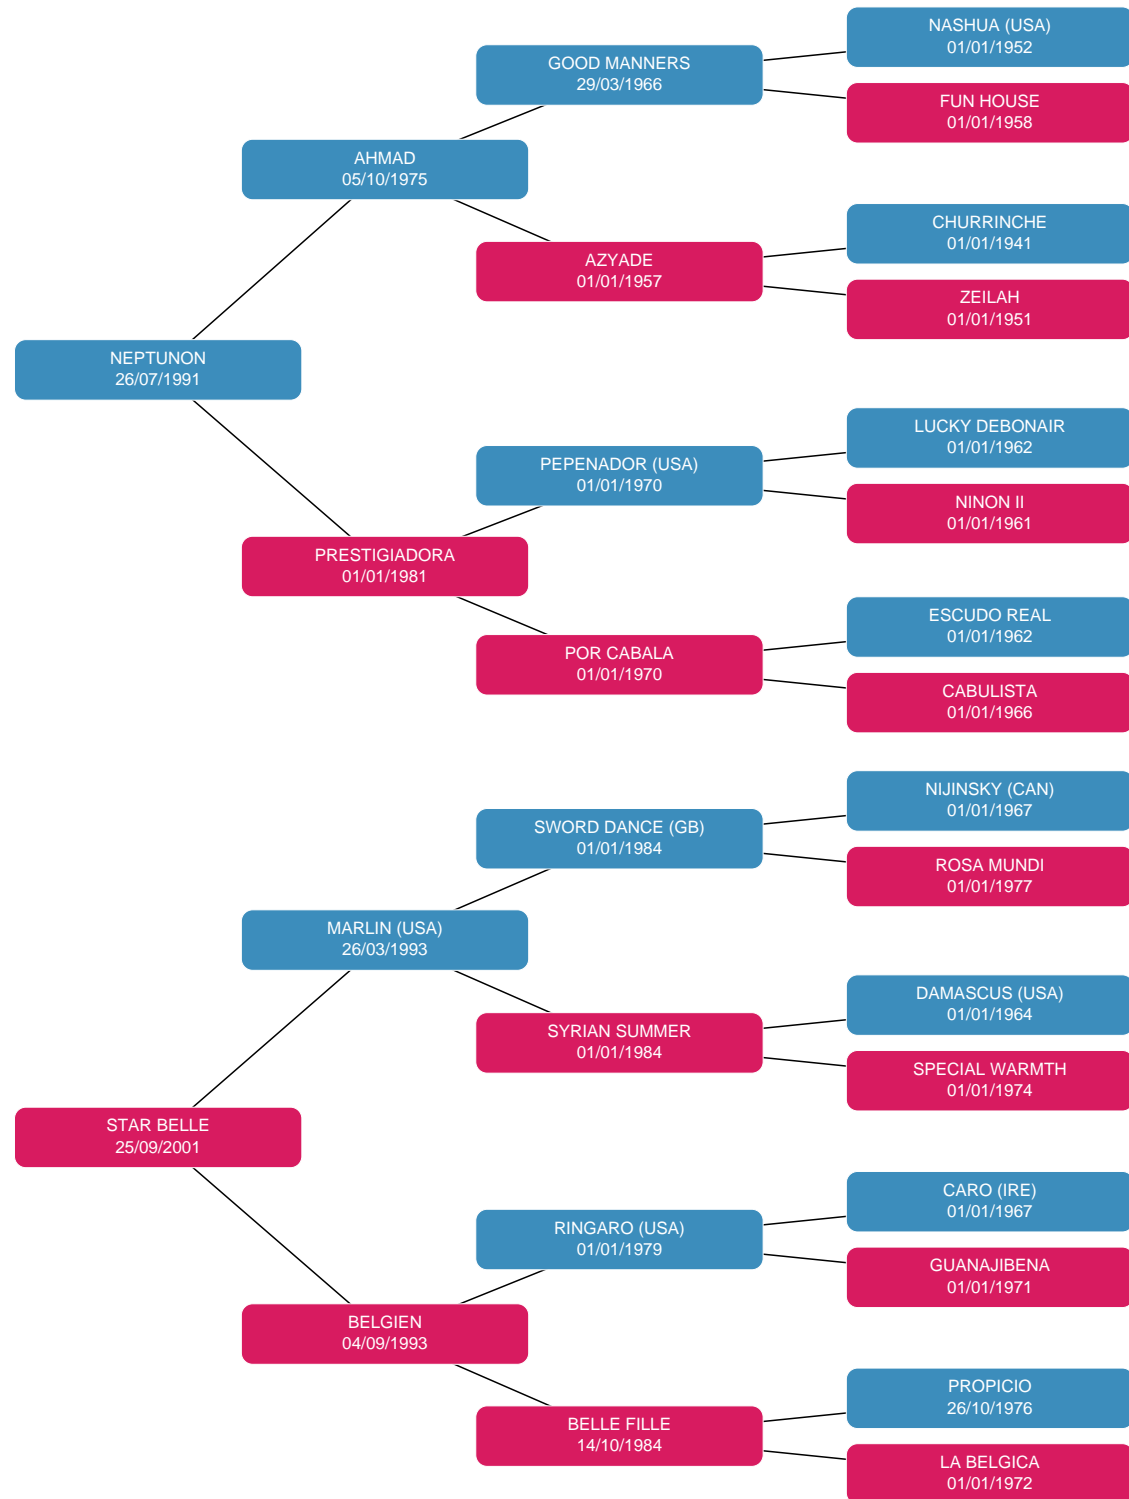 NASHUA (USA)
01/01/1952
GOOD MANNERS
29/03/1966
FUN HOUSE
01/01/1958
AHMAD
05/10/1975
CHURRINCHE
01/01/1941
AZYADE
01/01/1957
ZEILAH
01/01/1951
NEPTUNON
26/07/1991
LUCKY DEBONAIR
01/01/1962
PEPENADOR (USA)
01/01/1970
NINON II
01/01/1961
PRESTIGIADORA
01/01/1981
ESCUDO REAL
01/01/1962
POR CABALA
01/01/1970
CABULISTA
01/01/1966
NIJINSKY (CAN)
01/01/1967
SWORD DANCE (GB)
01/01/1984
ROSA MUNDI
01/01/1977
MARLIN (USA)
26/03/1993
DAMASCUS (USA)
01/01/1964
SYRIAN SUMMER
01/01/1984
SPECIAL WARMTH
01/01/1974
STAR BELLE
25/09/2001
CARO (IRE)
01/01/1967
RINGARO (USA)
01/01/1979
GUANAJIBENA
01/01/1971
BELGIEN
04/09/1993
PROPICIO
26/10/1976
BELLE FILLE
14/10/1984
LA BELGICA
01/01/1972